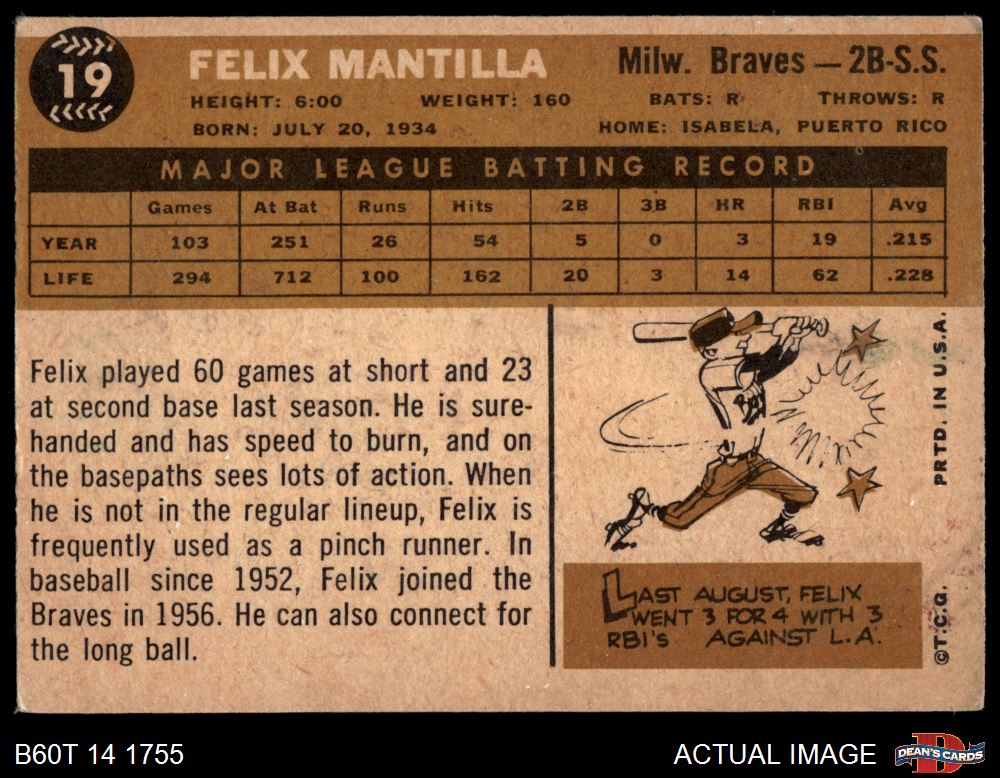 19
FELIX MANTILLA
Milw. Braves — 2B-S.S.
HEIGHT: 6:00 WEIGHT: 160 BATS: R THROWS: R
BORN: JULY 20, 1934 HOME: ISABELA, PUERTO RICO
MAJOR LEAGUE BATTING RECORD
Games At Bat Runs Hits 2B 3B HR RBI Avg
YEAR 103 251 26 54 5 0 3 19 .215
LIFE 294 712 100 162 20 3 14 62 .228
Felix played 60 games at short and 23
at second base last season. He is sure-
handed and has speed to burn, and on
the basepaths sees lots of action. When
he is not in the regular lineup, Felix is
frequently used as a pinch runner. In
baseball since 1952, Felix joined the
Braves in 1956. He can also connect for
the long ball.
LAST AUGUST, FELIX
WENT 3 FOR 4 WITH 3
RBI'S AGAINST L.A.
©T.C.G. PRTD. IN U.S.A.
B60T 14 1755
ACTUAL IMAGE
DEAN'S CARDS